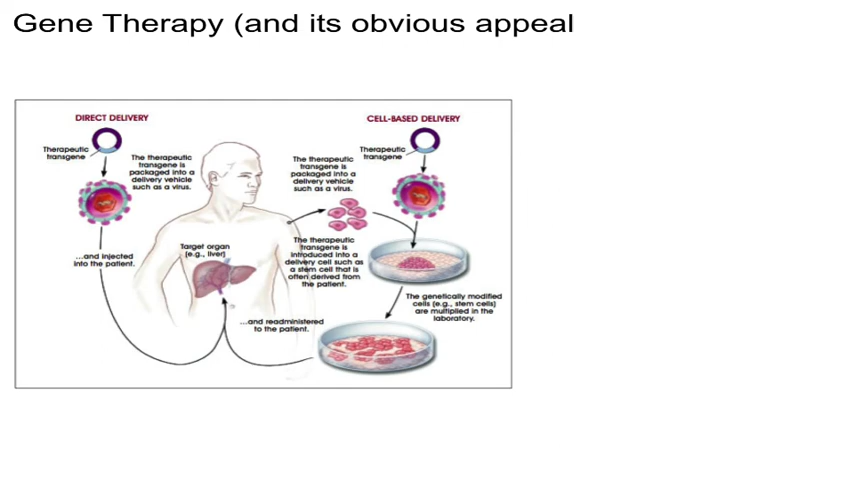 Gene Therapy (and its obvious appeal
DIRECT DELIVERY
Therapeutic
transgene
The therapeutic
transgene is
packaged into a
delivery vehicle
such as a virus.
...and injected
into the patient.
Target organ
(e.g., liver)
CELL-BASED DELIVERY
Therapeutic
transgene
The therapeutic
transgene is
packaged into a
delivery vehicle
such as a virus.
The therapeutic
transgene is
introduced into a
delivery cell such as
a stem cell that is
often derived from
the patient.
The genetically modified
cells (e.g., stem cells)
are multiplied in the
laboratory.
...and readministered
to the patient.